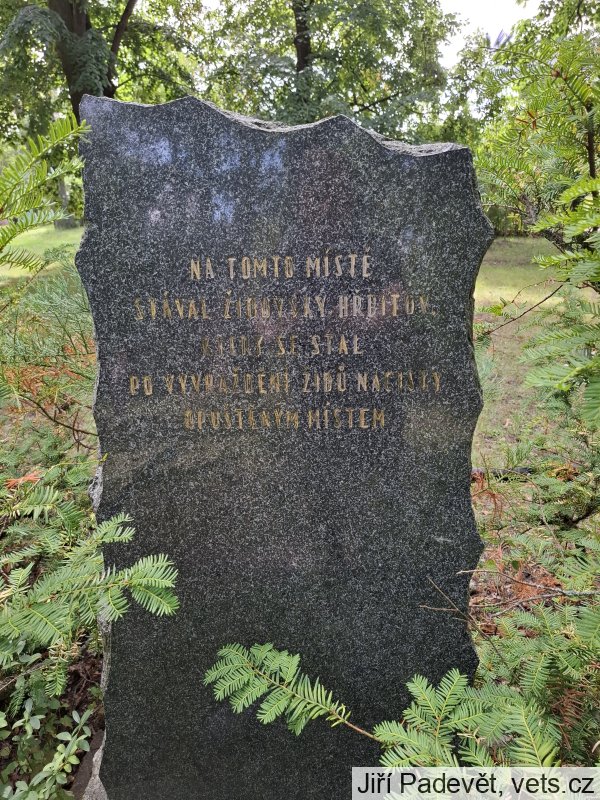 NA TOMTO MÍSTĚ
STÁVAL ŽIDOVSKÝ HŘBITOV,
KTERÝ SE STAL
PO VYVRAŽDĚNÍ ŽIDŮ NACISTY
OPUŠTĚNÝM MÍSTEM
Jiří Padevět, vets.cz